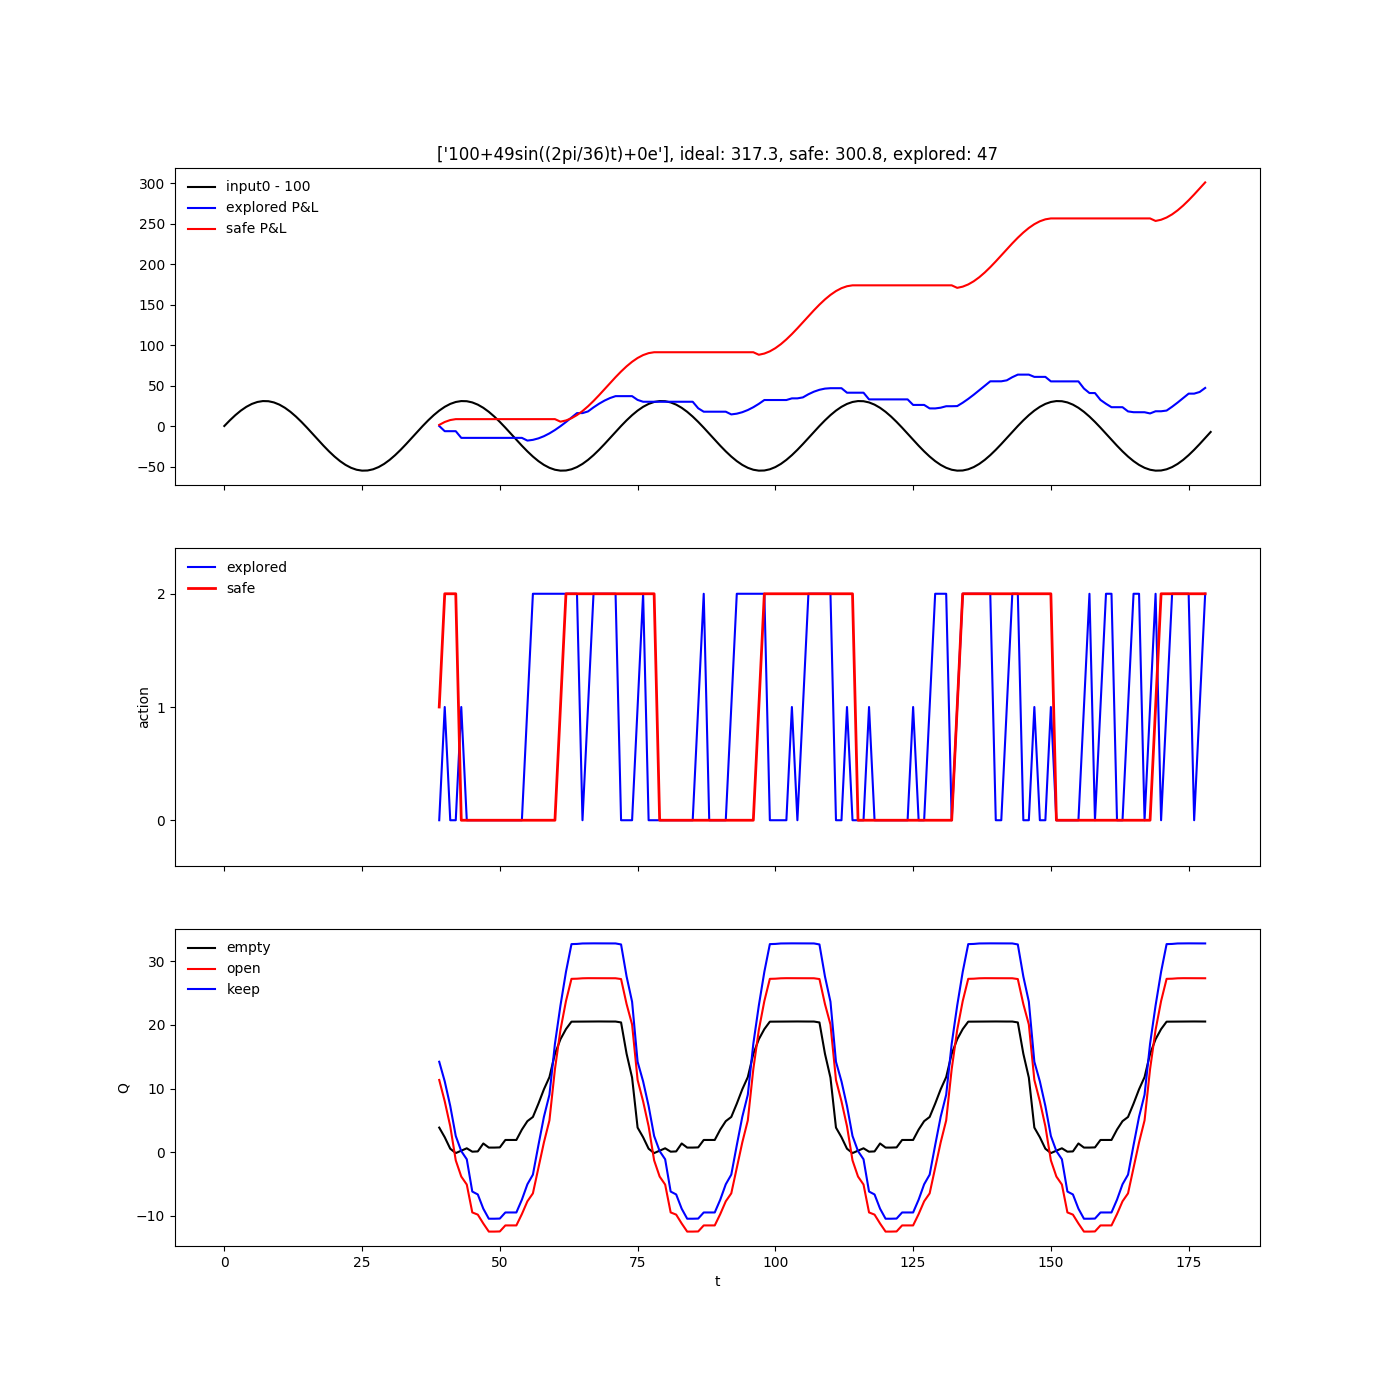 ['100+49sin((2pi/36)t)+0e'], ideal: 317.3, safe: 300.8, explored: 47
300
250
200
150
100
50
0
−50
input0 - 100
explored P&L
safe P&L
2
1
0
action
explored
safe
30
20
10
0
−10
Q
empty
open
keep
0 25 50 75 100 125 150 175
t